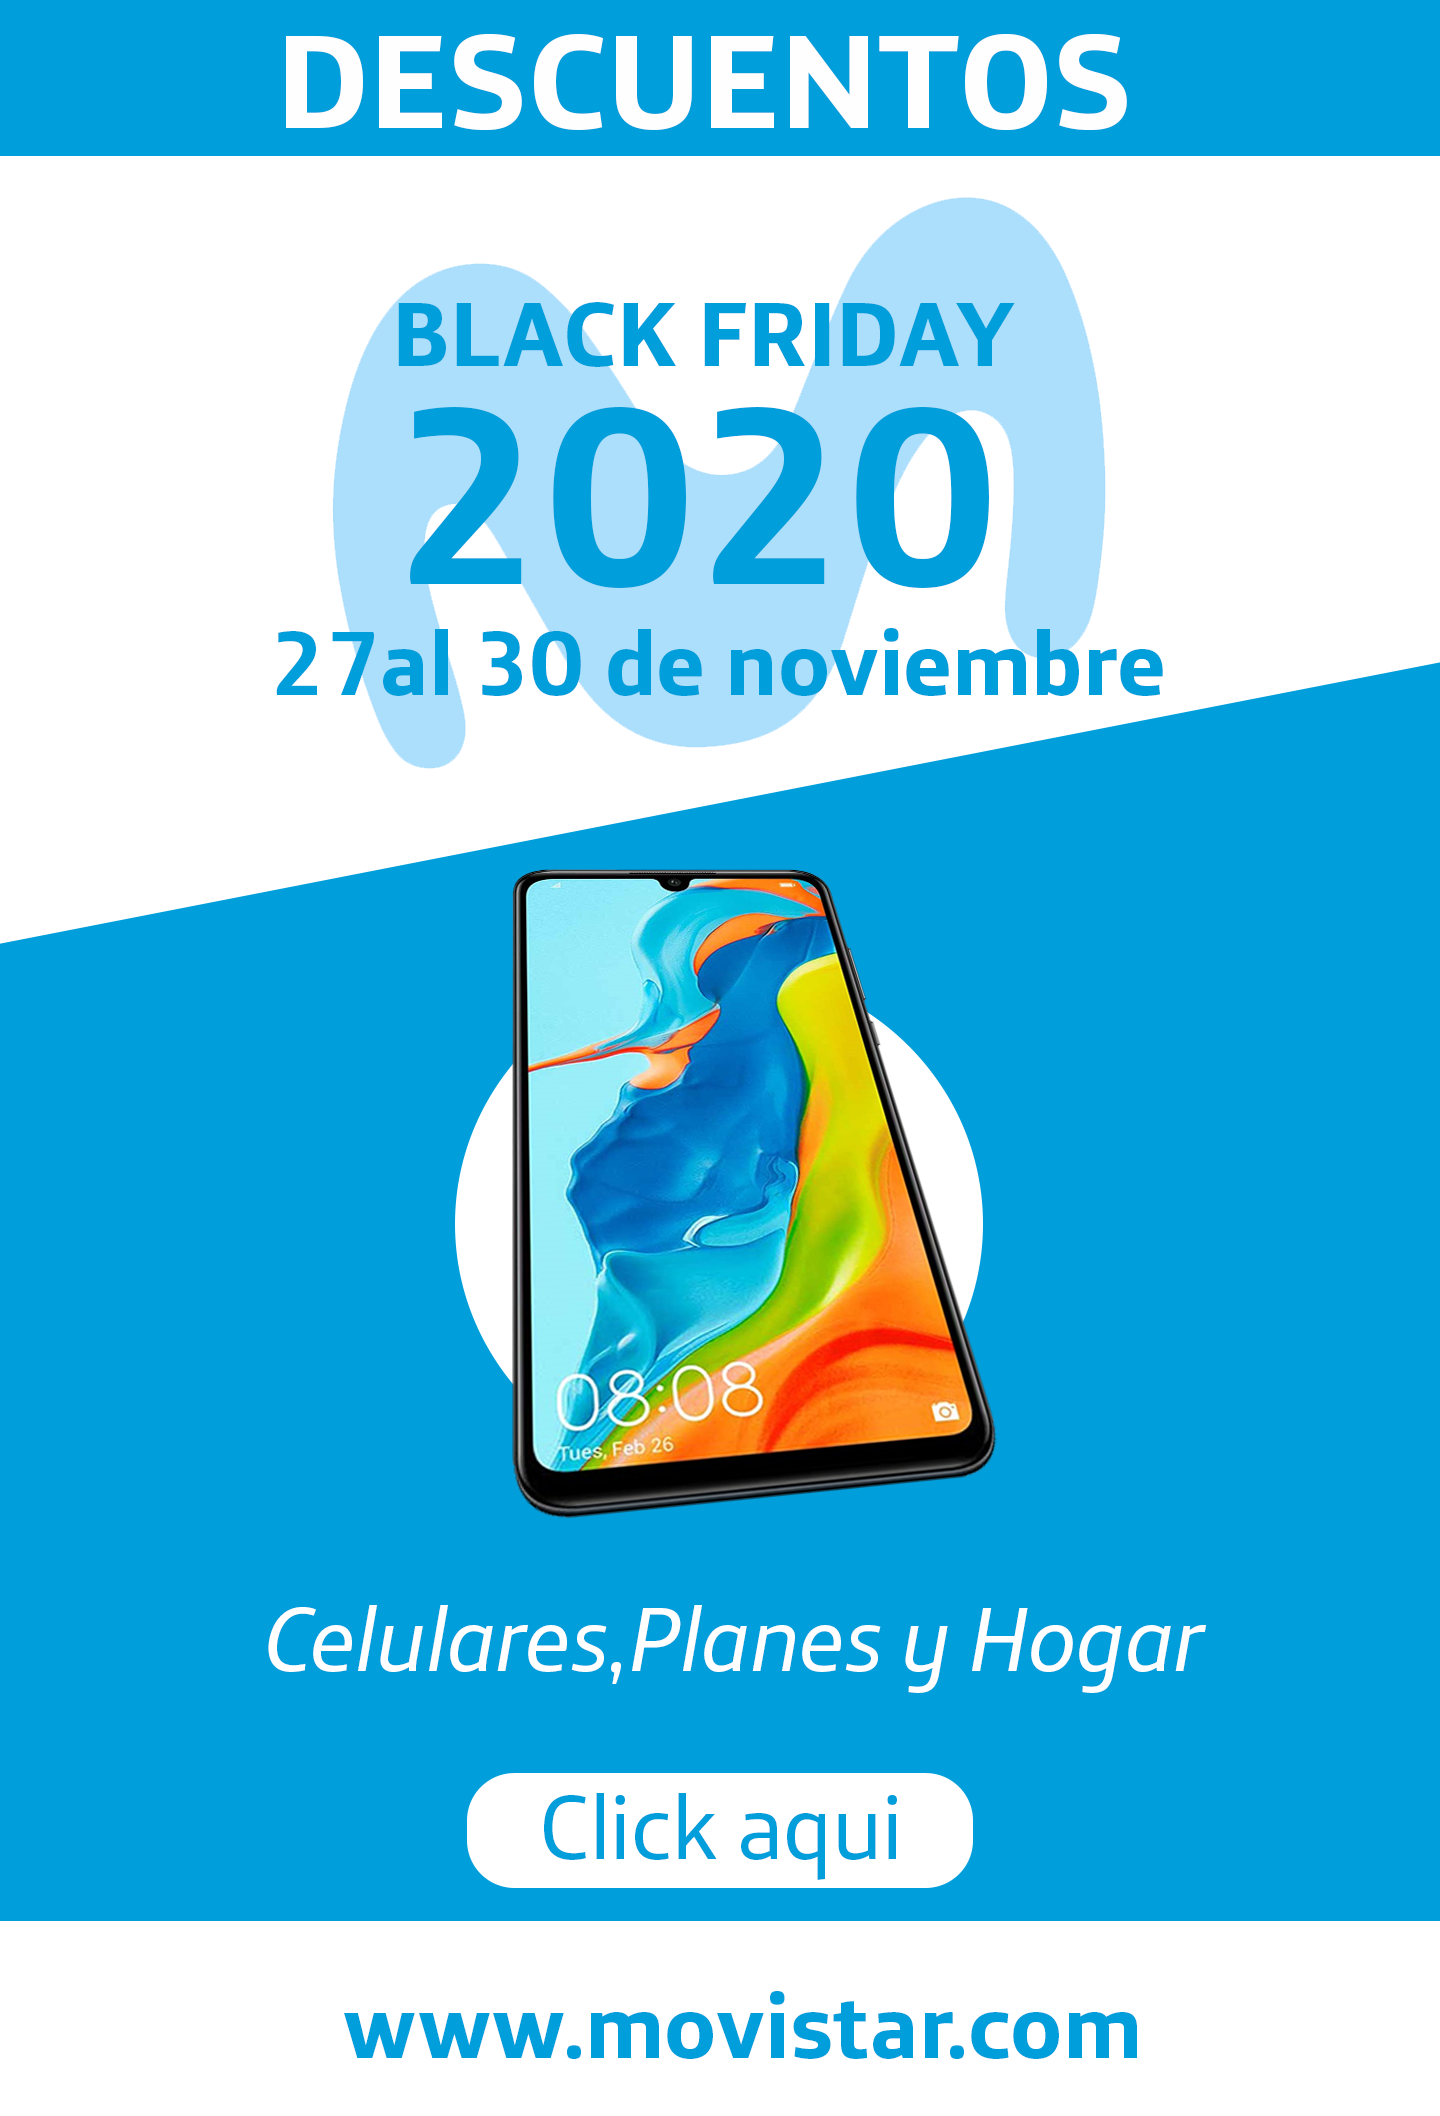 DESCUENTOS
BLACK FRIDAY
2020
27al 30 de noviembre
08:08
Tues, Feb 26
Celulares,Planes y Hogar
Click aqui
www.movistar.com